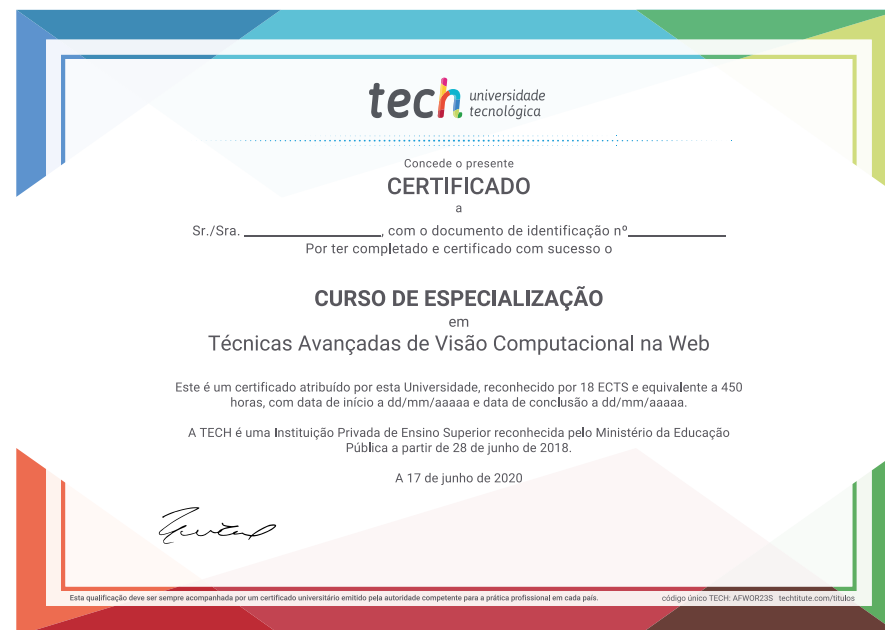 tech universidade
tecnológica
Concede o presente
CERTIFICADO
a
Sr./Sra. ____________________, com o documento de identificação nº______________
Por ter completado e certificado com sucesso o
CURSO DE ESPECIALIZAÇÃO
em
Técnicas Avançadas de Visão Computacional na Web
Este é um certificado atribuído por esta Universidade, reconhecido por 18 ECTS e equivalente a 450
horas, com data de início a dd/mm/aaaaa e data de conclusão a dd/mm/aaaaa.
A TECH é uma Instituição Privada de Ensino Superior reconhecida pelo Ministério da Educação
Pública a partir de 28 de junho de 2018.
A 17 de junho de 2020
Esta qualificação deve ser sempre acompanhada por um certificado universitário emitido pela autoridade competente para a prática profissional em cada país.
código único TECH: AFWOR23S techtitute.com/titulos